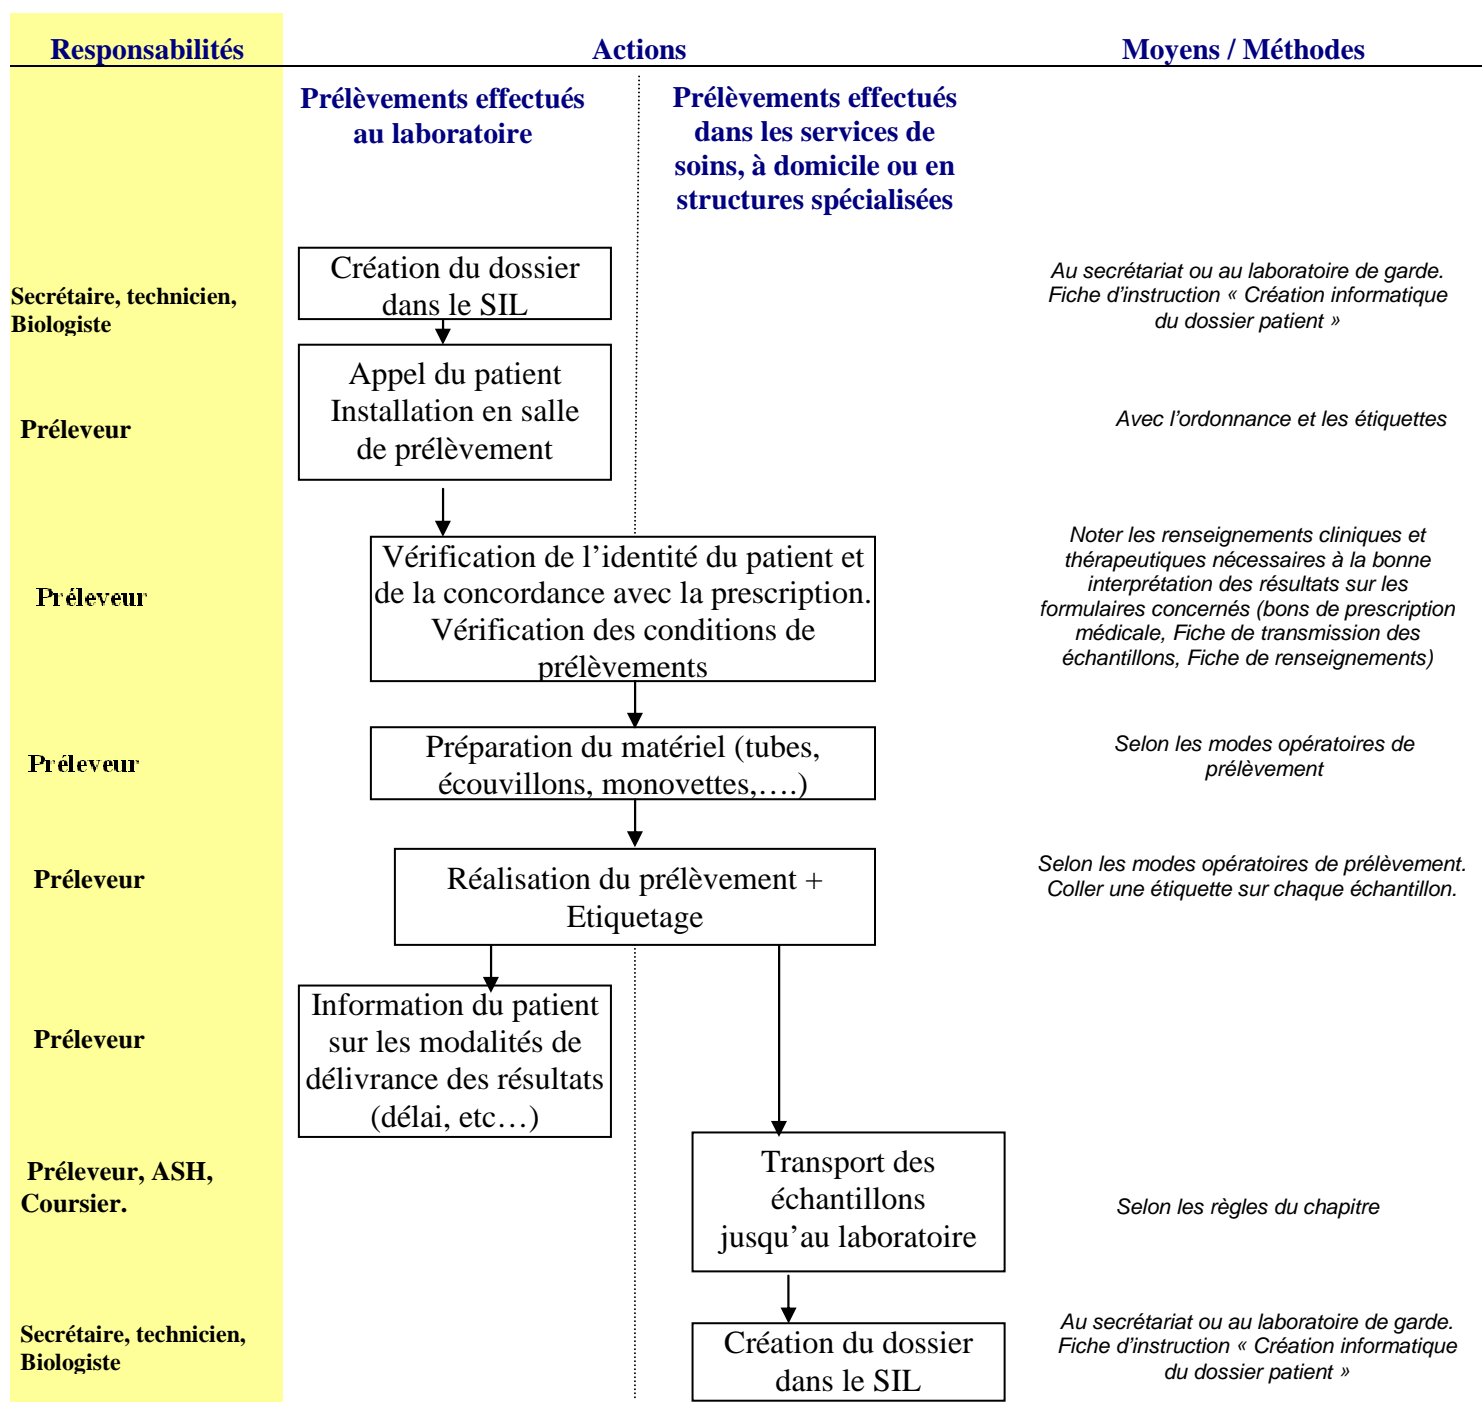 Responsabilités
Actions
Moyens / Méthodes
Prélèvements effectués
au laboratoire
Prélèvements effectués
dans les services de
soins, à domicile ou en
structures spécialisées
Secrétaire, technicien,
Biologiste
Création du dossier
dans le SIL
Au secrétariat ou au laboratoire de garde.
Fiche d’instruction « Création informatique
du dossier patient »
Préleveur
Appel du patient
Installation en salle
de prélèvement
Avec l’ordonnance et les étiquettes
Préleveur
Vérification de l’identité du patient et
de la concordance avec la prescription.
Vérification des conditions de
prélèvements
Noter les renseignements cliniques et
thérapeutiques nécessaires à la bonne
interprétation des résultats sur les
formulaires concernés (bons de prescription
médicale, Fiche de transmission des
échantillons, Fiche de renseignements)
Préleveur
Préparation du matériel (tubes,
écouvillons, monovettes,….)
Selon les modes opératoires de
prélèvement
Préleveur
Réalisation du prélèvement +
Etiquetage
Selon les modes opératoires de prélèvement.
Coller une étiquette sur chaque échantillon.
Préleveur
Information du patient
sur les modalités de
délivrance des résultats
(délai, etc…)
Préleveur, ASH,
Coursier.
Transport des
échantillons
jusqu’au laboratoire
Selon les règles du chapitre
Secrétaire, technicien,
Biologiste
Création du dossier
dans le SIL
Au secrétariat ou au laboratoire de garde.
Fiche d’instruction « Création informatique
du dossier patient »